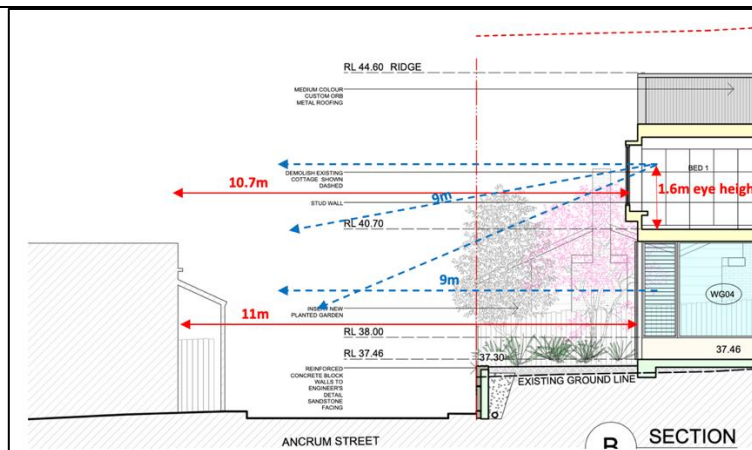 RL 44.60 RIDGE
MEDIUM COLOUR
CUSTOM ORB
METAL ROOFING
DEMOLISH EXISTING
COTTAGE SHOWN
DASHED
BED 1
10.7m
9m
1.6m eye heigh
STUD WALL
RL 40.70
9m
WG04
INSERT NEW
PLANTED GARDEN
11m
RL 38.00
37.46
RL 37.46
37.30
REINFORCED
CONCRETE BLOCK
WALLS TO
ENGINEER'S
DETAIL
SANDSTONE
FACING
EXISTING GROUND LINE
ANCRUM STREET
B
SECTION